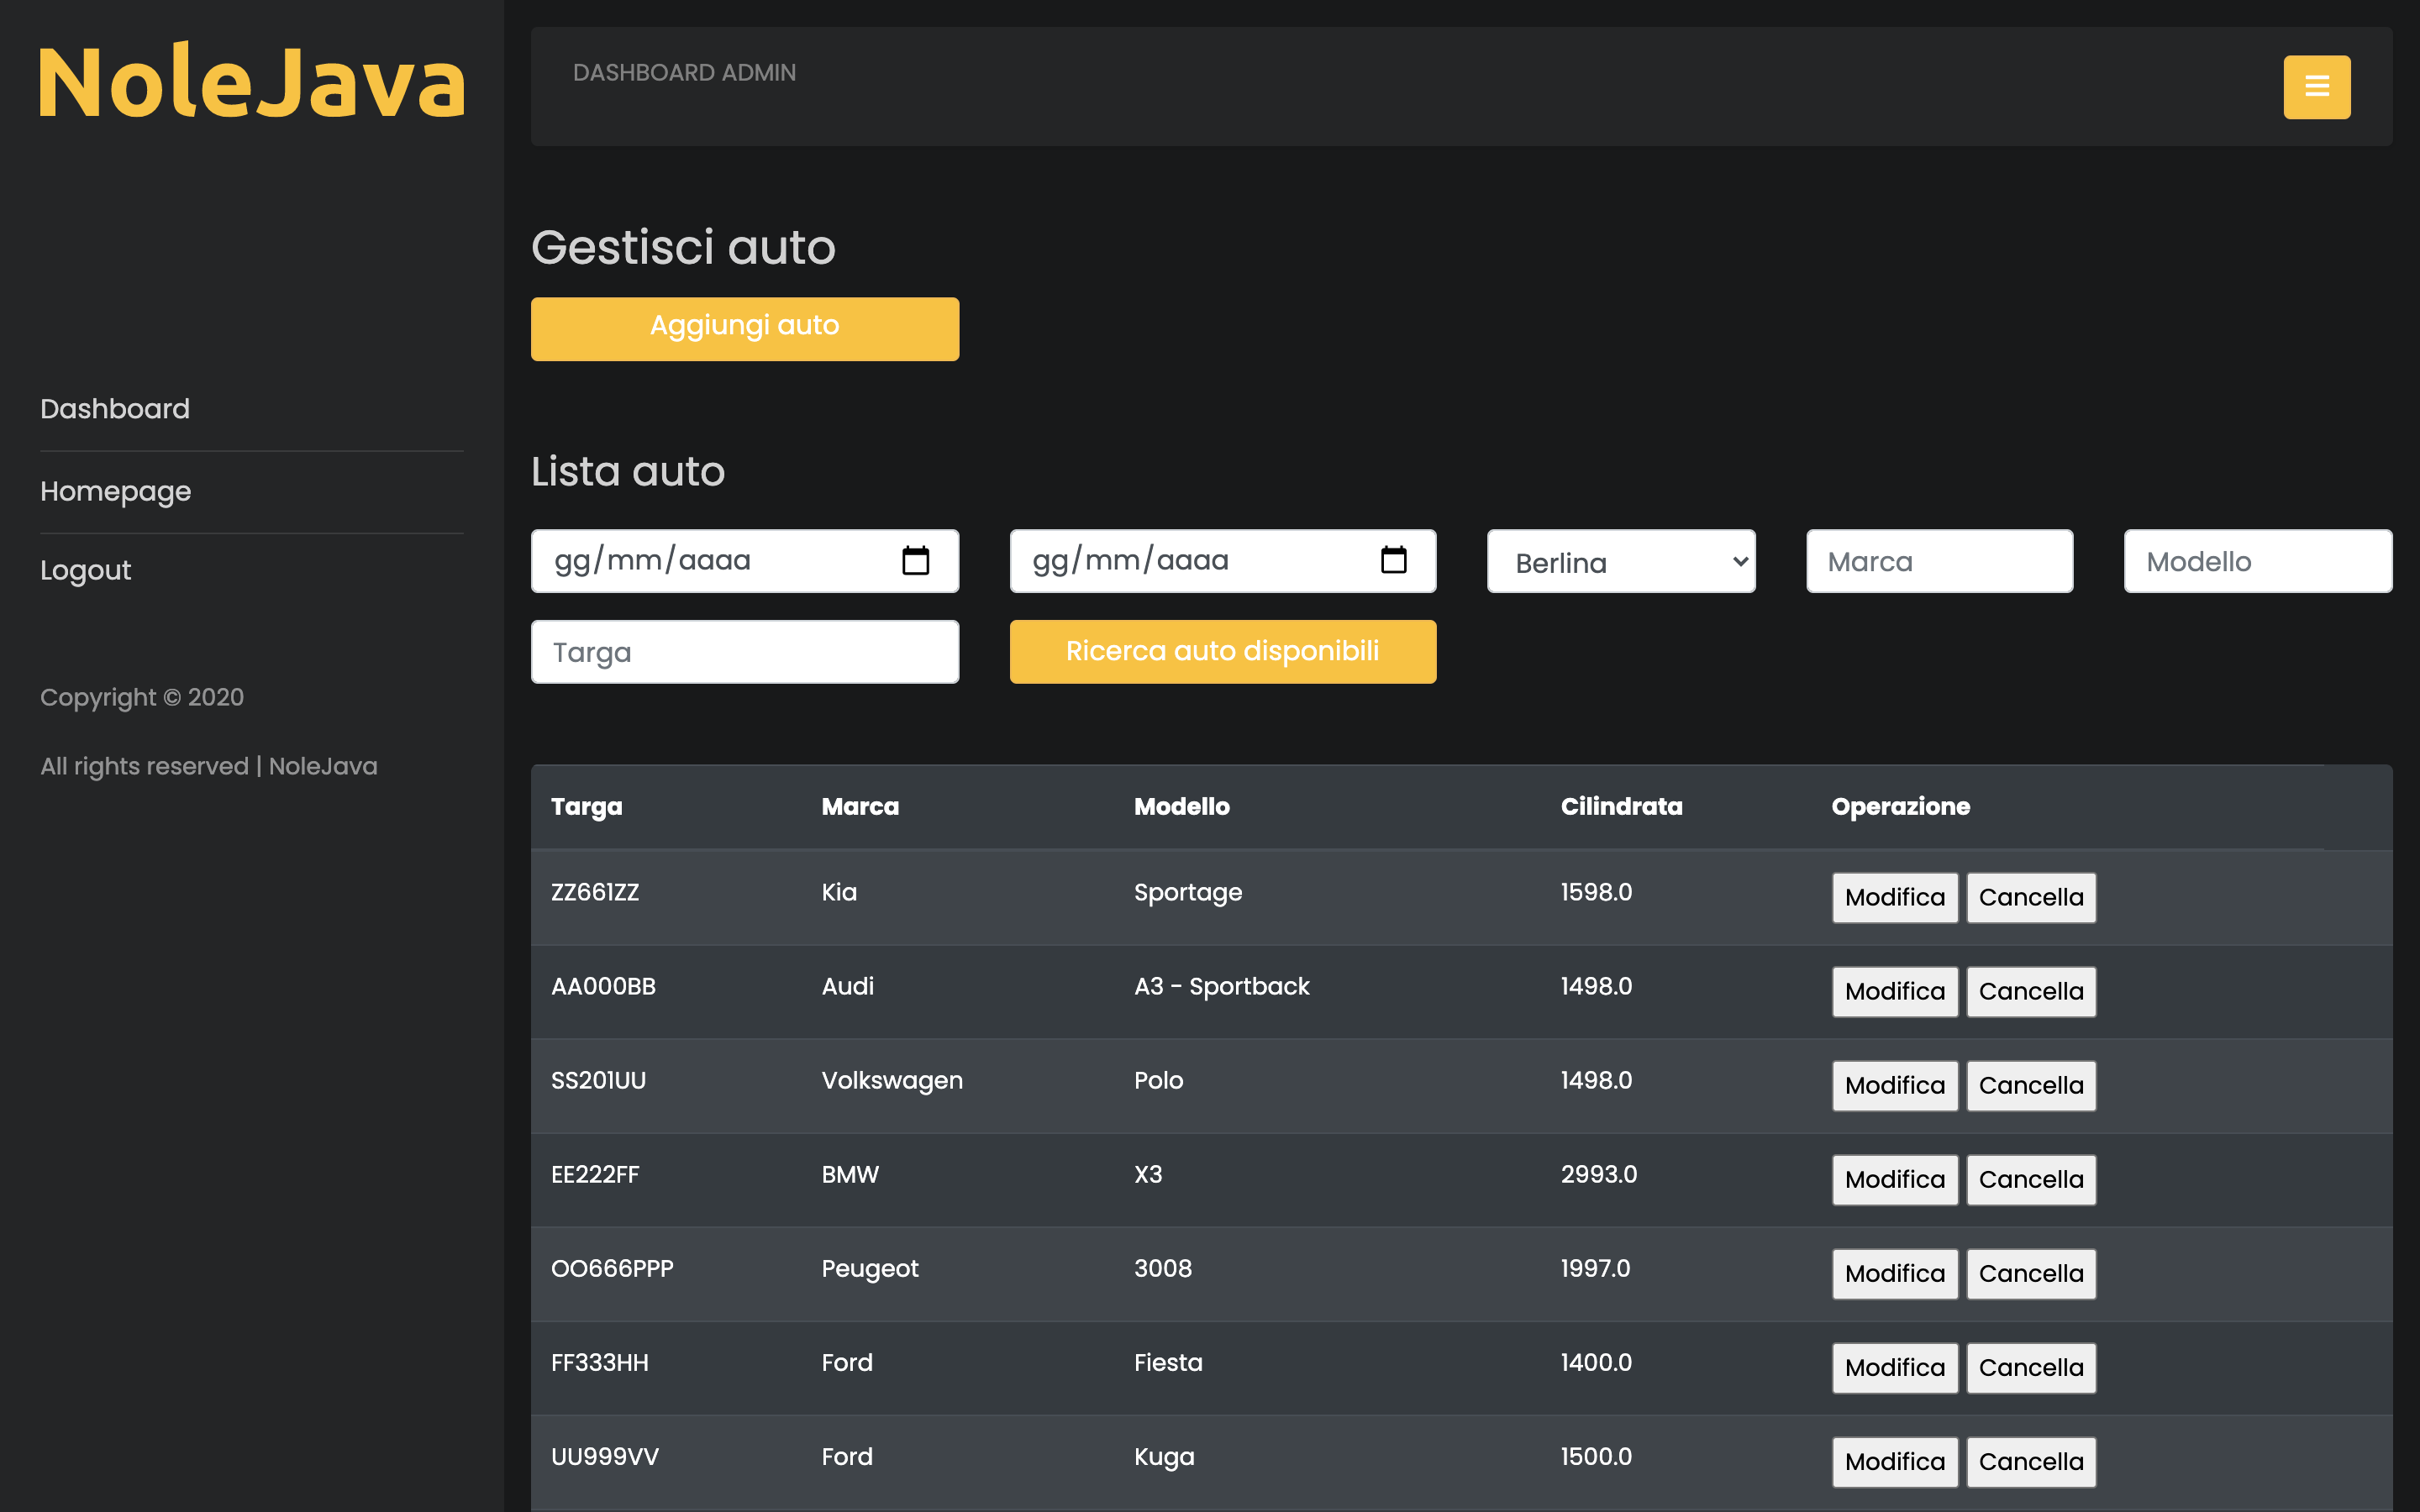 NoleJava
Dashboard
Homepage
Logout
Copyright © 2020
All rights reserved | NoleJava
DASHBOARD ADMIN
Gestisci auto
Aggiungi auto
Lista auto
gg/mm/aaaa gg/mm/aaaa Berlina Marca Modello
Targa Ricerca auto disponibili
Targa Marca Modello Cilindrata Operazione
ZZ661ZZ Kia Sportage 1598.0 Modifica Cancella
AA000BB Audi A3 - Sportback 1498.0 Modifica Cancella
SS201UU Volkswagen Polo 1498.0 Modifica Cancella
EE222FF BMW X3 2993.0 Modifica Cancella
OO666PPP Peugeot 3008 1997.0 Modifica Cancella
FF333HH Ford Fiesta 1400.0 Modifica Cancella
UU999VV Ford Kuga 1500.0 Modifica Cancella